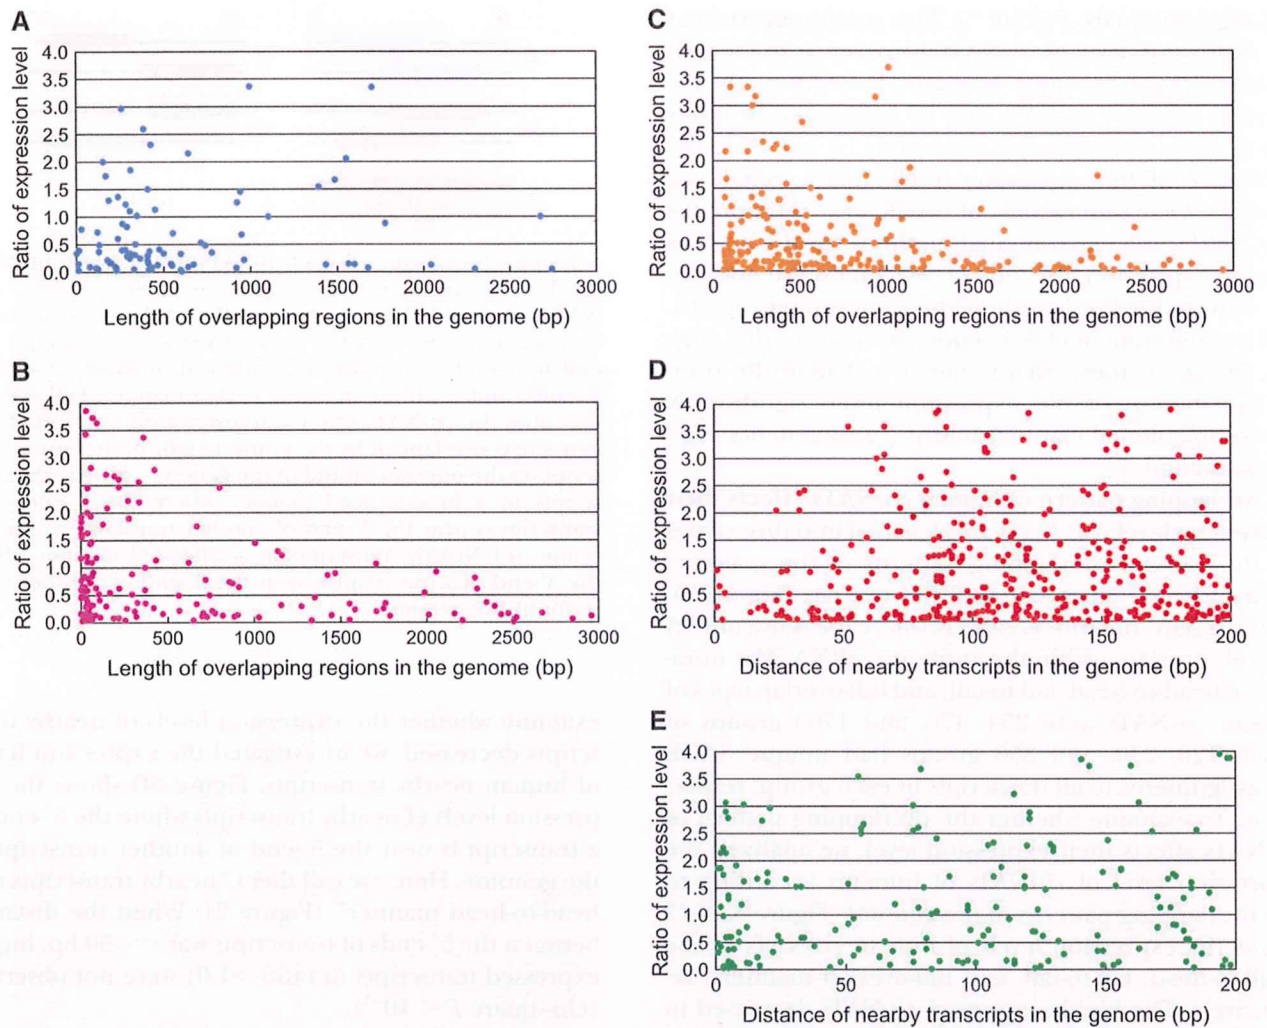 A
Ratio of expression level
4.0
3.5
3.0
2.5
2.0
1.5
1.0
0.5
0.0
0 500 1000 1500 2000 2500 3000
Length of overlapping regions in the genome (bp)
B
Ratio of expression level
4.0
3.5
3.0
2.5
2.0
1.5
1.0
0.5
0.0
0 500 1000 1500 2000 2500 3000
Length of overlapping regions in the genome (bp)
C
Ratio of expression level
4.0
3.5
3.0
2.5
2.0
1.5
1.0
0.5
0.0
0 500 1000 1500 2000 2500 3000
Length of overlapping regions in the genome (bp)
D
Ratio of expression level
4.0
3.5
3.0
2.5
2.0
1.5
1.0
0.5
0.0
0 50 100 150 200
Distance of nearby transcripts in the genome (bp)
E
Ratio of expression level
4.0
3.5
3.0
2.5
2.0
1.5
1.0
0.5
0.0
0 50 100 150 200
Distance of nearby transcripts in the genome (bp)